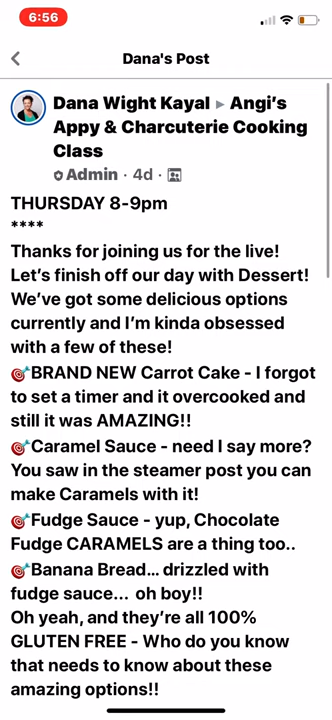 6:56
Dana's Post
Dana Wight Kayal ▸ Angi's
Appy & Charcuterie Cooking
Class
Admin · 4d ·
THURSDAY 8-9pm
****
Thanks for joining us for the live!
Let's finish off our day with Dessert!
We've got some delicious options
currently and I'm kinda obsessed
with a few of these!
🎯BRAND NEW Carrot Cake - I forgot
to set a timer and it overcooked and
still it was AMAZING!!
🎯Caramel Sauce - need I say more?
You saw in the steamer post you can
make Caramels with it!
🎯Fudge Sauce - yup, Chocolate
Fudge CARAMELS are a thing too..
🎯Banana Bread... drizzled with
fudge sauce... oh boy!!
Oh yeah, and they're all 100%
GLUTEN FREE - Who do you know
that needs to know about these
amazing options!!